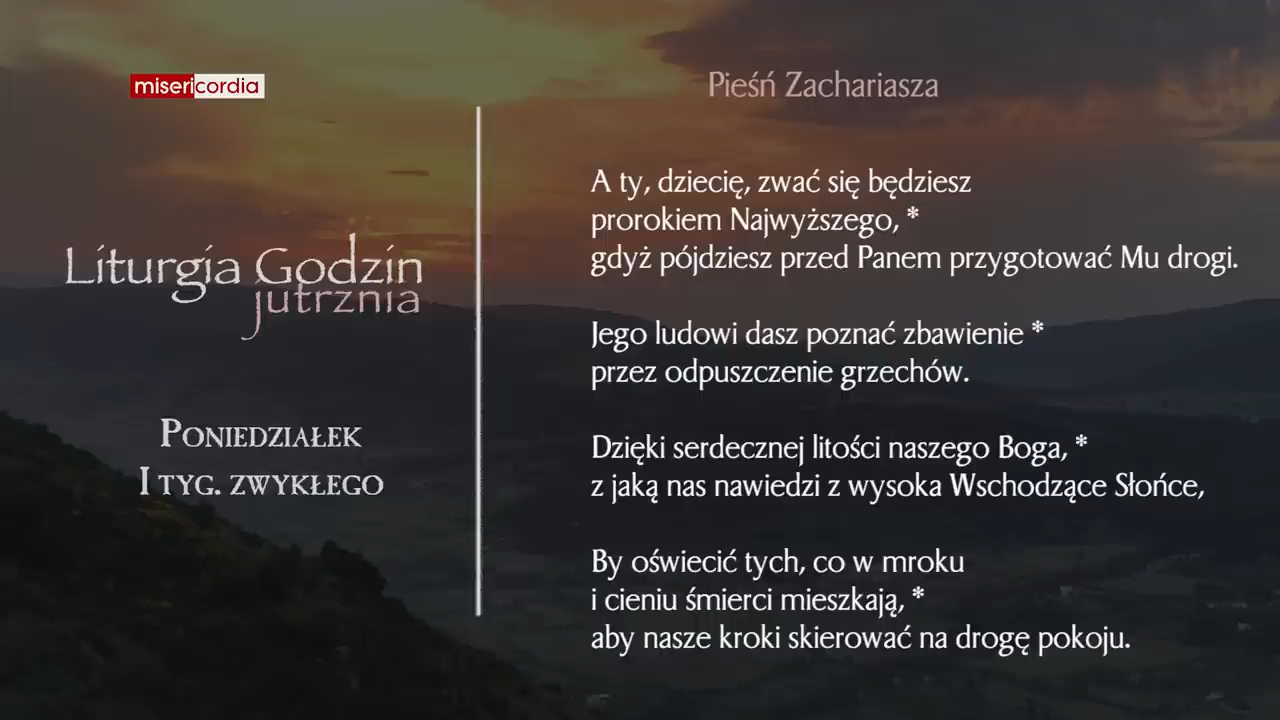 misericordia
Liturgia Godzin
jutrznia
Poniedziałek
I tyg. zwykłego
Pieśń Zachariasza
A ty, dziecię, zwać się będziesz
prorokiem Najwyższego, *
gdyż pójdziesz przed Panem przygotować Mu drogi.
Jego ludowi dasz poznać zbawienie *
przez odpuszczenie grzechów.
Dzięki serdecznej litości naszego Boga, *
z jaką nas nawiedzi z wysoka Wschodzące Słońce,
By oświecić tych, co w mroku
i cieniu śmierci mieszkają, *
aby nasze kroki skierować na drogę pokoju.